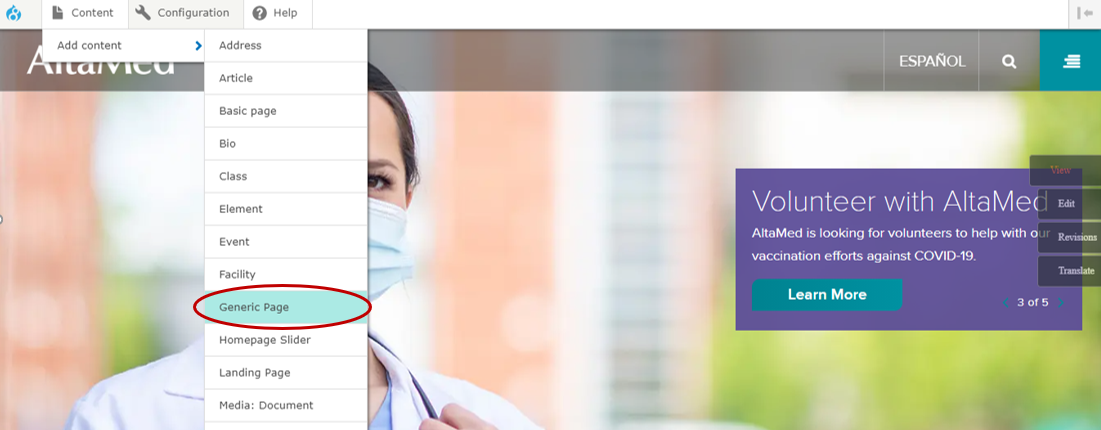 Content
Configuration
Help
Add content
Address
Article
Basic page
Bio
Class
Element
Event
Facility
Generic Page
Homepage Slider
Landing Page
Media: Document
AltaMed
ESPAÑOL
View
Edit
Revisions
Translate
Volunteer with AltaMed
AltaMed is looking for volunteers to help with our
vaccination efforts against COVID-19.
Learn More
3 of 5